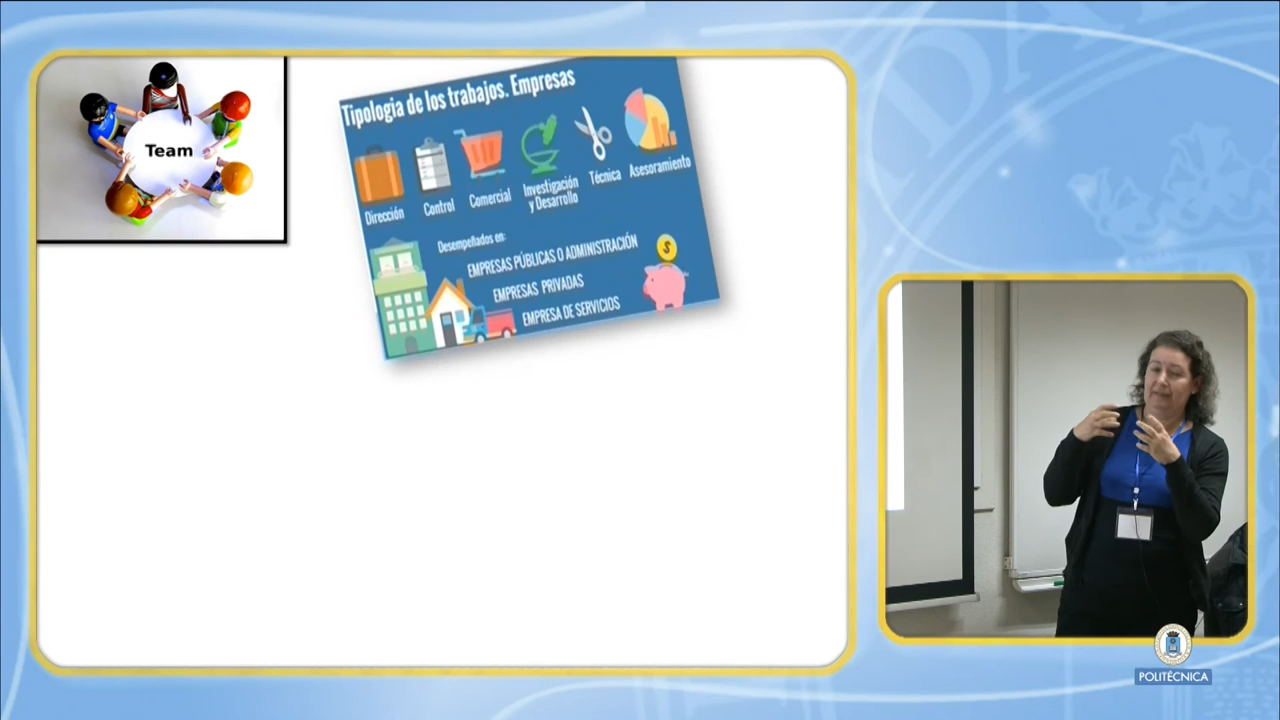 Team
Tipología de los trabajos. Empresas
Dirección
Control
Comercial
Investigación
y Desarrollo
Técnica
Asesoramiento
Desempeñados en:
EMPRESAS PÚBLICAS O ADMINISTRACIÓN
EMPRESAS PRIVADAS
EMPRESA DE SERVICIOS
$
POLITÉCNICA